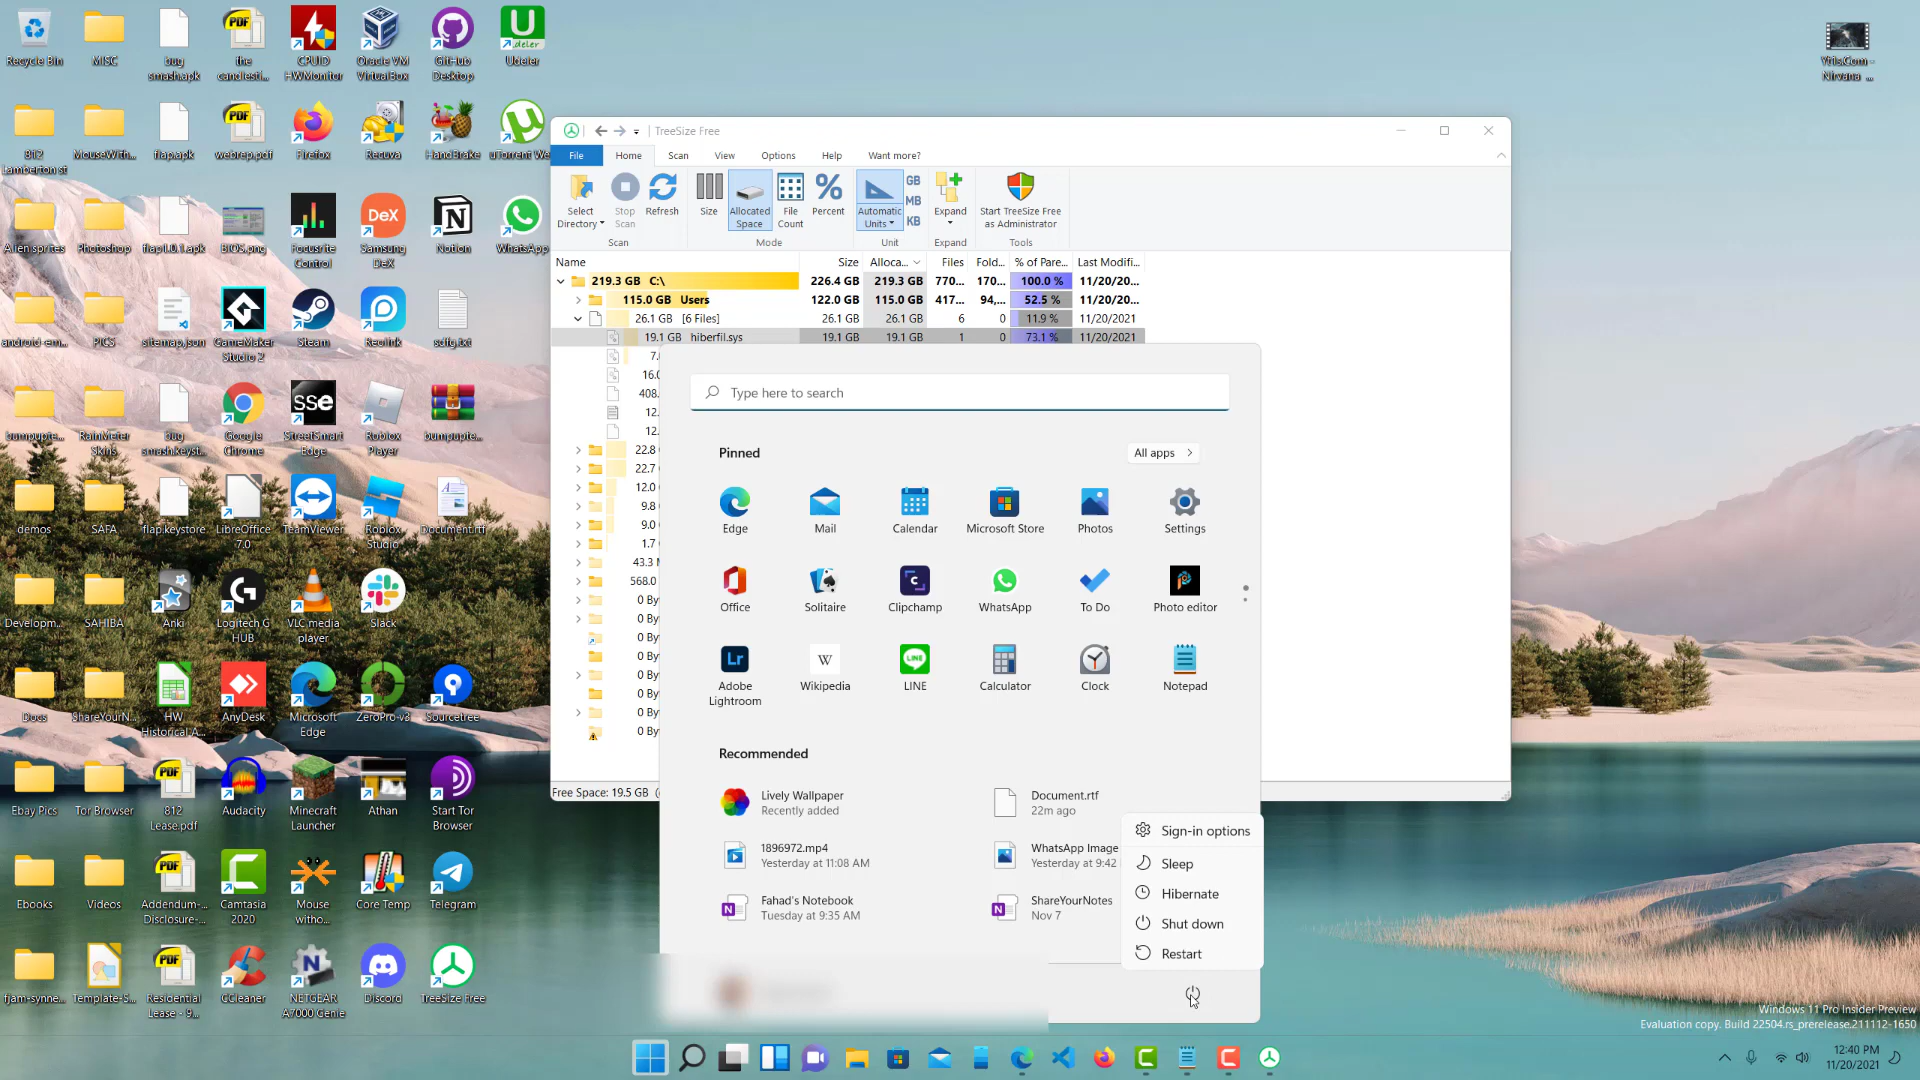 Recycle Bin
MISC
bug smash.apk
the candlesti...
CPUID HWMonitor
Oracle VM VirtualBox
GitHub Desktop
Udeler
Ytils.Com - Nirvana ...
812 Lamberton st
MouseWith...
flap.apk
webrep.pdf
Firefox
Recuva
HandBrake
uTorrent We
Alien sprites
Photoshop
flap1.0.1.apk
BIOS.png
Focusrite Control
Samsung DeX
Notion
WhatsApp
android-em...
PICS
sitemap.json
GameMaker Studio 2
Steam
Reolink
sdfg.txt
bumpupte...
RainMeter Skins
bug smash.keyst...
Google Chrome
StreetSmart Edge
Roblox Player
bumpupte...
demos
SAFA
flap.keystore
LibreOffice 7.0
TeamViewer
Roblox Studio
Document.rtf
Developm...
SAHIBA
Anki
Logitech G HUB
VLC media player
Slack
Docs
ShareYourN...
HW Historical A...
AnyDesk
Microsoft Edge
ZeroPro-v3
Sourcetree
Ebay Pics
Tor Browser
812 Lease.pdf
Audacity
Minecraft Launcher
Athan
Start Tor Browser
Ebooks
Videos
Addendum-... Disclosure-...
Camtasia 2020
Mouse witho...
Core Temp
Telegram
fjam-synne...
Template-S...
Residential Lease - 9...
CCleaner
NETGEAR A7000 Genie
Discord
TreeSize Free
TreeSize Free
File Home Scan View Options Help Want more?
Select Directory
Stop Scan
Refresh
Size
Allocated Space
File Count
Percent
Automatic Units
GB
MB
KB
Expand
Start TreeSize Free as Administrator
Scan Mode Unit Expand Tools
Name Size Alloca... Files Fold... % of Pare... Last Modifi...
219.3 GB C:\ 226.4 GB 219.3 GB 770... 170... 100.0 % 11/20/20...
115.0 GB Users 122.0 GB 115.0 GB 417... 94,... 52.5 % 11/20/20...
26.1 GB [6 Files] 26.1 GB 26.1 GB 6 0 11.9 % 11/20/2021
19.1 GB hiberfil.sys 19.1 GB 19.1 GB 1 0 73.1 % 11/20/2021
7.
16.
408.
12.
12.
22.8
22.7
12.0
9.8
9.0
1.7
43.3
568.0
0 By
0 By
0 By
0 By
0 By
0 By
0 By
0 By
Free Space: 19.5 GB
Type here to search
Pinned
All apps
Edge
Mail
Calendar
Microsoft Store
Photos
Settings
Office
Solitaire
Clipchamp
WhatsApp
To Do
Photo editor
Adobe Lightroom
Wikipedia
LINE
Calculator
Clock
Notepad
Recommended
Lively Wallpaper
Recently added
Document.rtf
22m ago
1896972.mp4
Yesterday at 11:08 AM
WhatsApp Image
Yesterday at 9:42
Fahad's Notebook
Tuesday at 9:35 AM
ShareYourNotes
Nov 7
Sign-in options
Sleep
Hibernate
Shut down
Restart
Windows 11 Pro Insider Preview
Evaluation copy. Build 22504.rs_prerelease.211112-1650
12:40 PM
11/20/2021